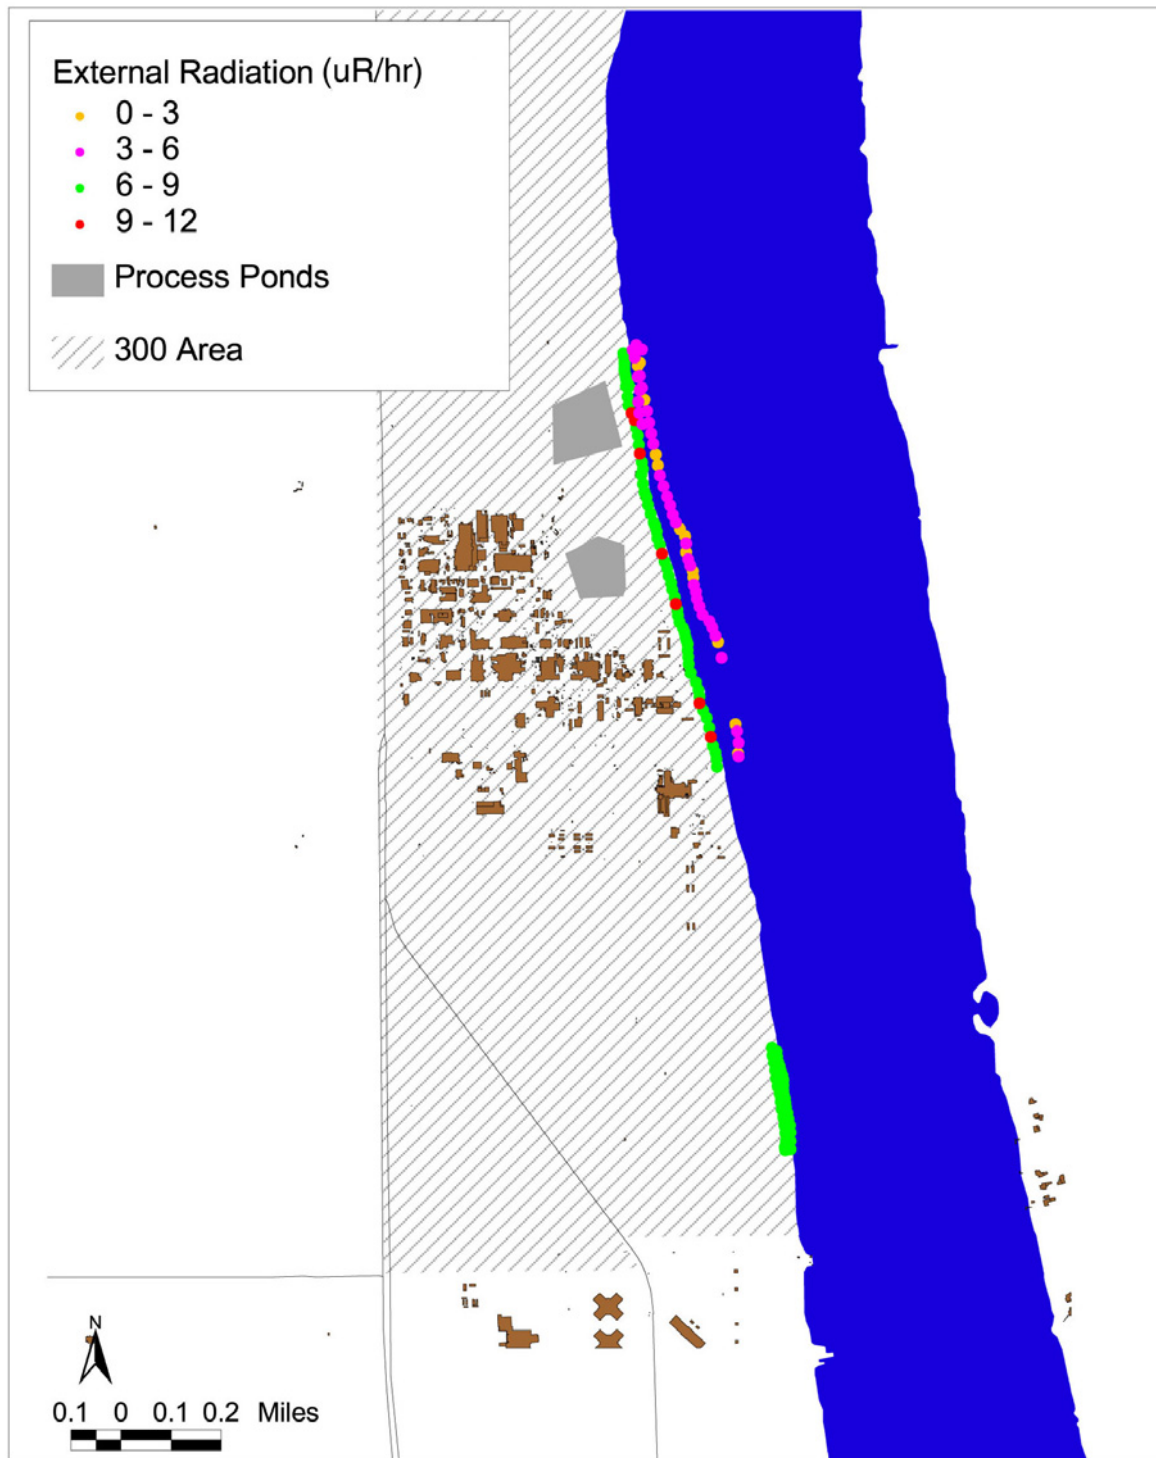 External Radiation (uR/hr)
0 - 3
3 - 6
6 - 9
9 - 12
Process Ponds
300 Area
N
0.1 0 0.1 0.2 Miles